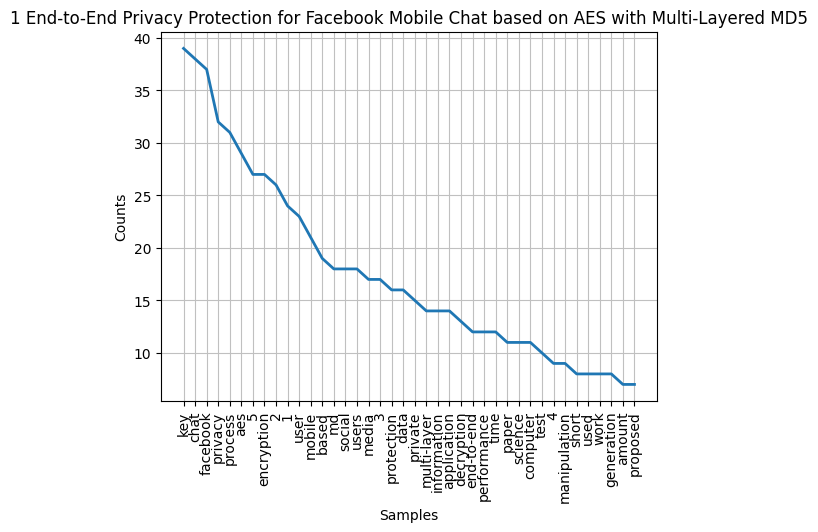 1 End-to-End Privacy Protection for Facebook Mobile Chat based on AES with Multi-Layered MD5
40
35
30
25
20
15
10
Counts
key
chat
facebook
privacy
process
aes
5
encryption
2
1
user
mobile
based
md
social
users
media
3
protection
data
private
multi-layer
information
application
decryption
end-to-end
performance
time
paper
science
computer
test
4
manipulation
short
used
work
generation
amount
proposed
Samples